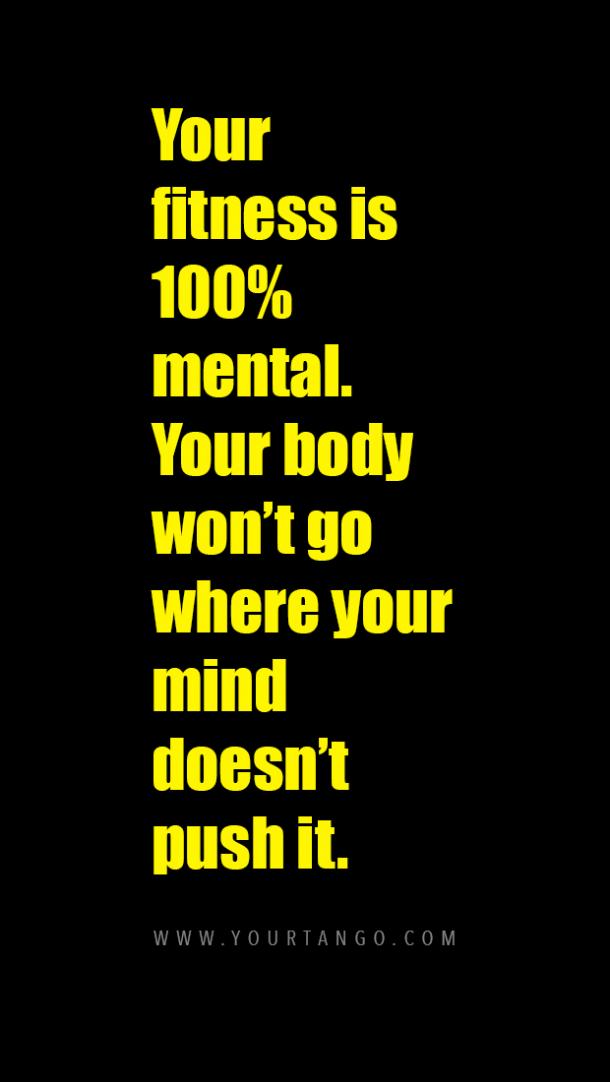 Your
fitness is
100%
mental.
Your body
won’t go
where your
mind
doesn’t
push it.
WWW.YOURTANGO.COM